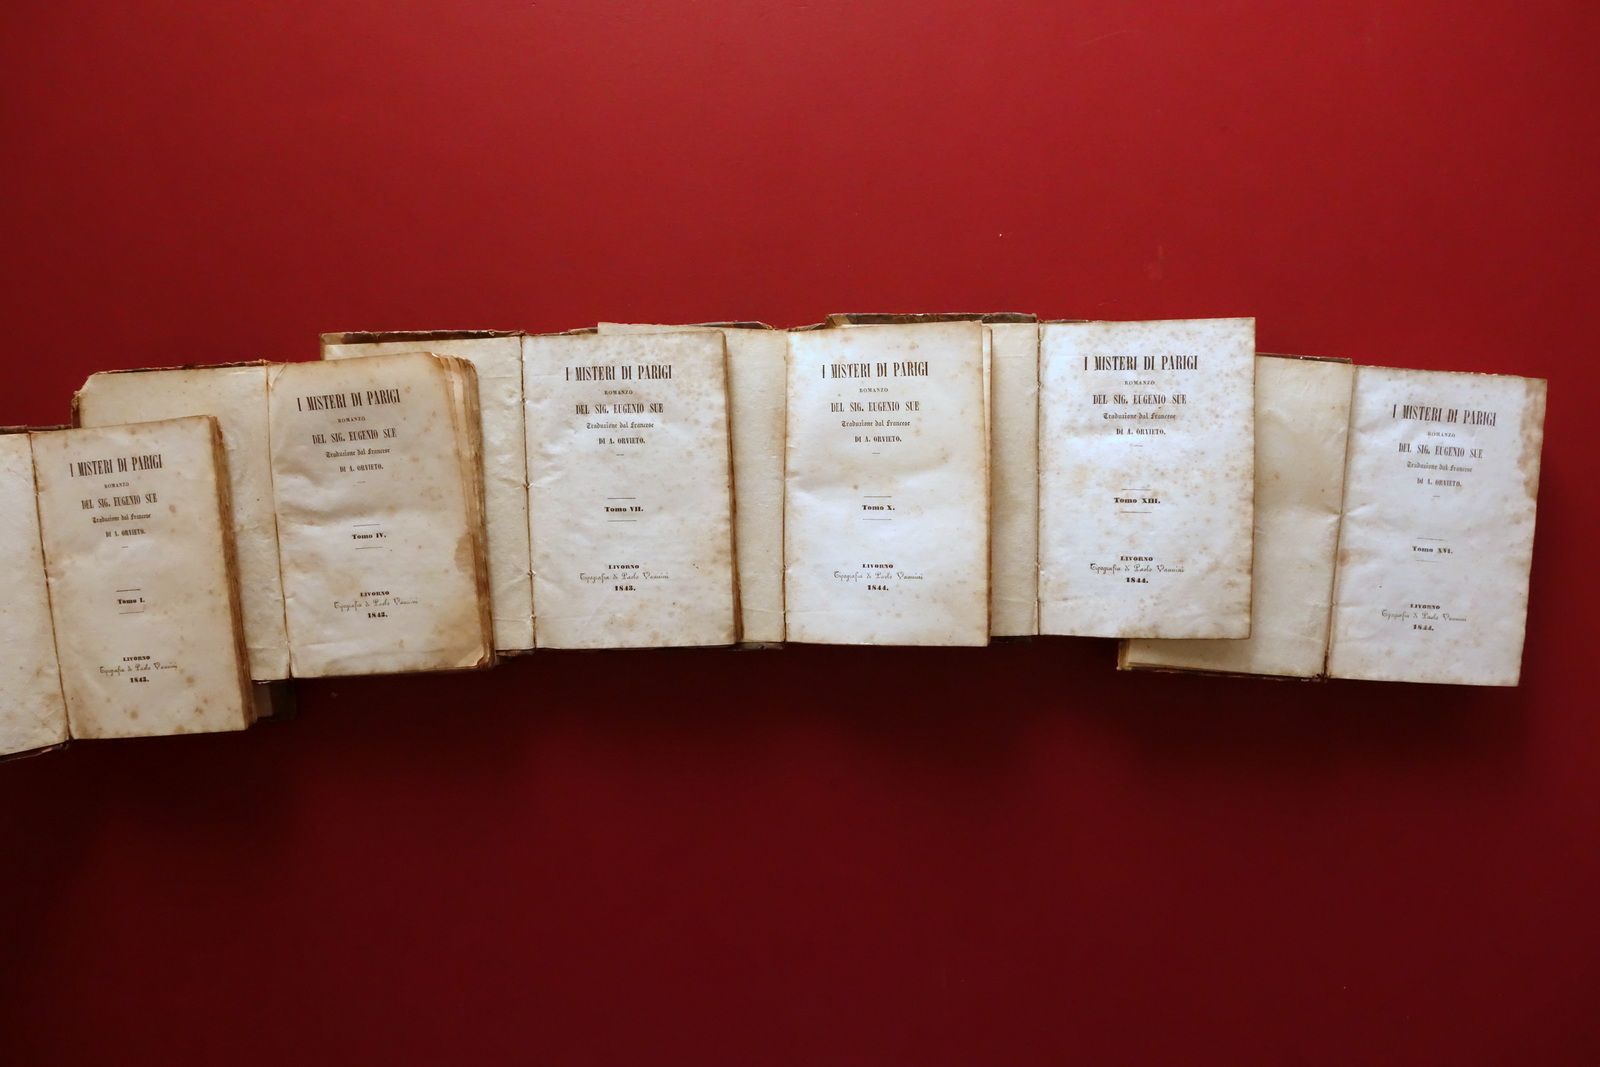 I MISTERI DI PARIGI
ROMANZO
DEL SIG. EUGENIO SUE
Traduzione dal Francese
DI A. ORVIETO.
Tomo I.
LIVORNO
Tipografia di Paolo Vannini
1843.
I MISTERI DI PARIGI
ROMANZO
DEL SIG. EUGENIO SUE
Traduzione dal Francese
DI A. ORVIETO.
Tomo IV.
LIVORNO
Tipografia di Paolo Vannini
1843.
I MISTERI DI PARIGI
ROMANZO
DEL SIG. EUGENIO SUE
Traduzione dal Francese
DI A. ORVIETO.
Tomo VII.
LIVORNO
Tipografia di Paolo Vannini
1843.
I MISTERI DI PARIGI
ROMANZO
DEL SIG. EUGENIO SUE
Traduzione dal Francese
DI A. ORVIETO.
Tomo X.
LIVORNO
Tipografia di Paolo Vannini
1844.
I MISTERI DI PARIGI
ROMANZO
DEL SIG. EUGENIO SUE
Traduzione dal Francese
DI A. ORVIETO.
Tomo XIII.
LIVORNO
Tipografia di Paolo Vannini
1844.
I MISTERI DI PARIGI
ROMANZO
DEL SIG. EUGENIO SUE
Traduzione dal Francese
DI A. ORVIETO.
Tomo XVI.
LIVORNO
Tipografia di Paolo Vannini
1844.